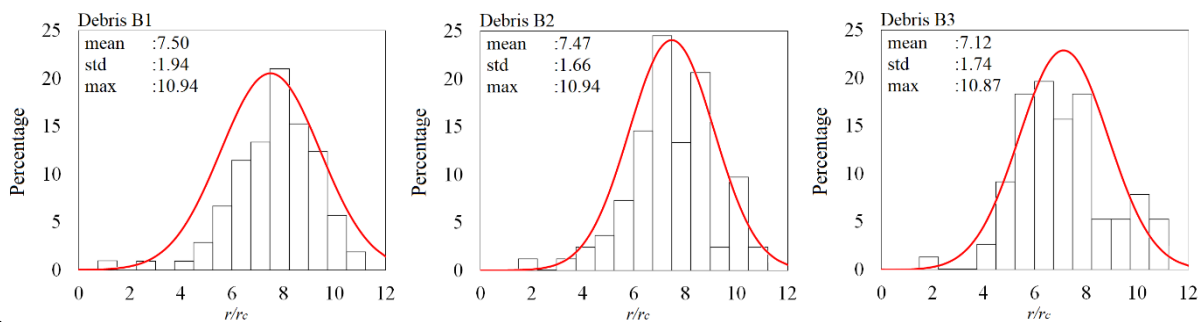 Debris B1
mean :7.50
std :1.94
max :10.94
Percentage
25
20
15
10
5
0
0 2 4 6 8 10 12
r/rc
Debris B2
mean :7.47
std :1.66
max :10.94
Percentage
25
20
15
10
5
0
0 2 4 6 8 10 12
r/rc
Debris B3
mean :7.12
std :1.74
max :10.87
Percentage
25
20
15
10
5
0
0 2 4 6 8 10 12
r/rc